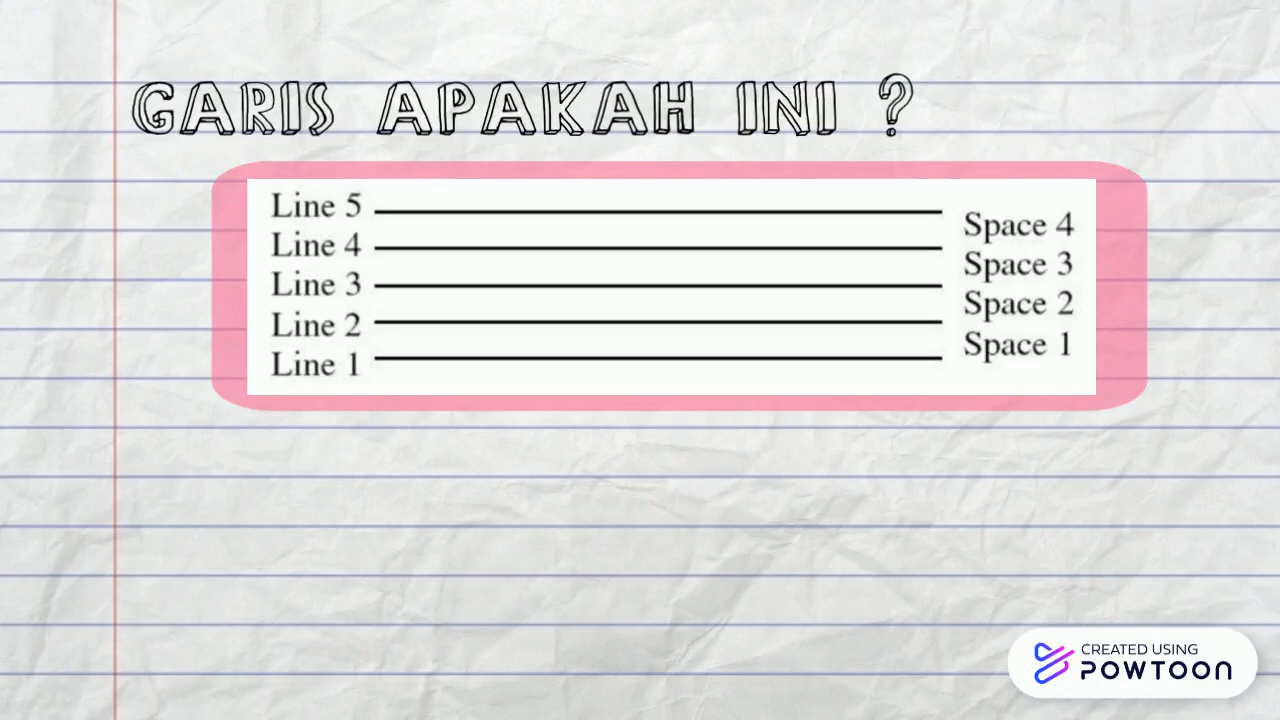 GARIS APAKAH INI ?
Line 5
Space 4
Line 4
Space 3
Line 3
Space 2
Line 2
Space 1
Line 1
CREATED USING
POWTOON